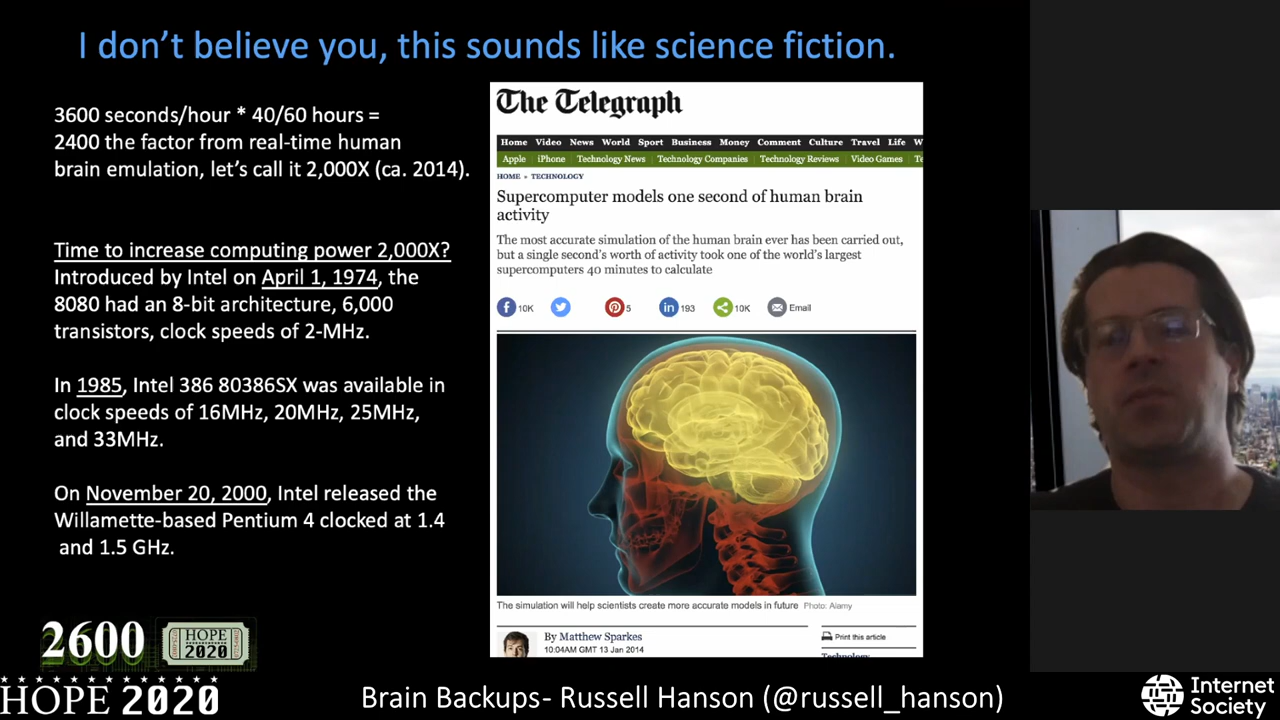 I don't believe you, this sounds like science fiction.
3600 seconds/hour * 40/60 hours =
2400 the factor from real-time human
brain emulation, let's call it 2,000X (ca. 2014).
Time to increase computing power 2,000X?
Introduced by Intel on April 1, 1974, the
8080 had an 8-bit architecture, 6,000
transistors, clock speeds of 2-MHz.
In 1985, Intel 386 80386SX was available in
clock speeds of 16MHz, 20MHz, 25MHz,
and 33MHz.
On November 20, 2000, Intel released the
Willamette-based Pentium 4 clocked at 1.4
and 1.5 GHz.
The Telegraph
Home Video News World Sport Business Money Comment Culture Travel Life W
Apple iPhone Technology News Technology Companies Technology Reviews Video Games Te
HOME » TECHNOLOGY
Supercomputer models one second of human brain
activity
The most accurate simulation of the human brain ever has been carried out,
but a single second's worth of activity took one of the world's largest
supercomputers 40 minutes to calculate
10K 5 193 10K Email
The simulation will help scientists create more accurate models in future Photo: Alamy
By Matthew Sparkes
10:04AM GMT 13 Jan 2014
Print this article
Technology
2600
HOPE
2020
HOPE 2020
Brain Backups- Russell Hanson (@russell_hanson)
Internet
Society